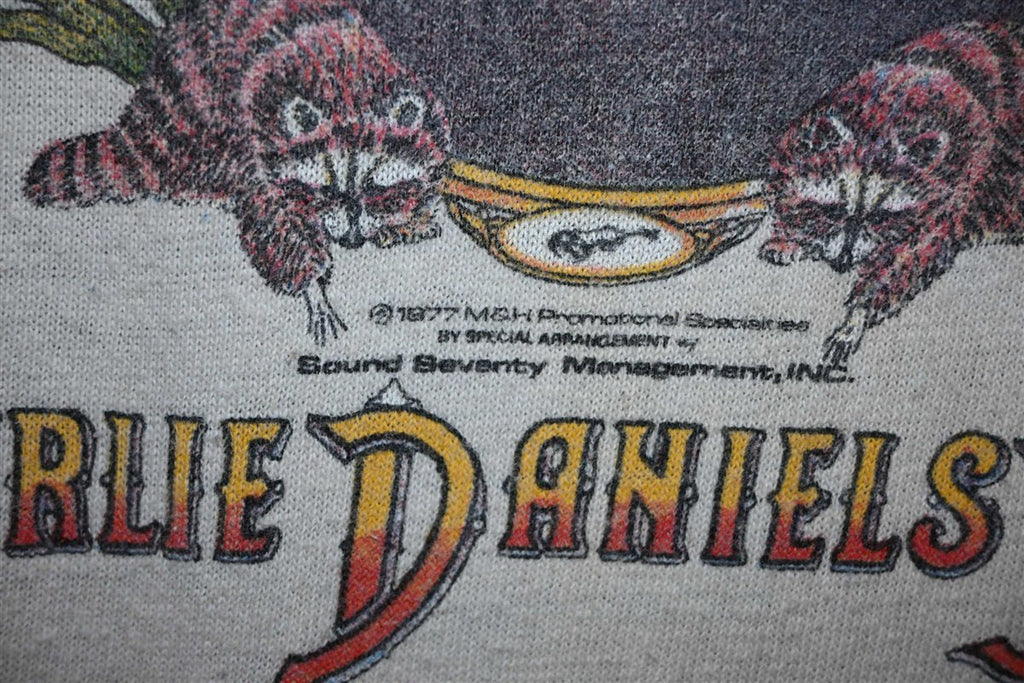 ©1977 M&H Promotional Specialties
BY SPECIAL ARRANGEMENT w/
Sound Seventy Management, INC.
RLIE DANIELS